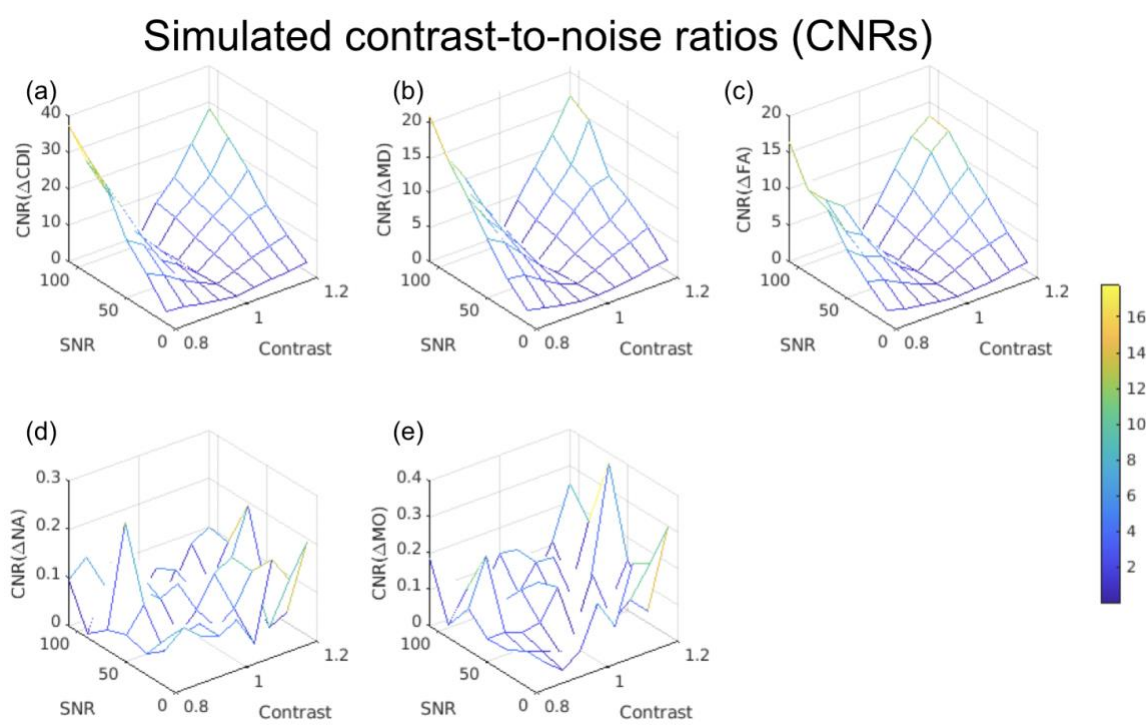 Simulated contrast-to-noise ratios (CNRs)
(a)
CNR(ΔCDI)
40
30
20
10
0
100
50
0
SNR
0.8
1
1.2
Contrast
(b)
CNR(ΔMD)
20
15
10
5
0
100
50
0
SNR
0.8
1
1.2
Contrast
(c)
CNR(ΔFA)
20
15
10
5
0
100
50
0
SNR
0.8
1
1.2
Contrast
16
14
12
10
8
6
4
2
(d)
CNR(ΔNA)
0.3
0.2
0.1
0
100
50
0
SNR
0.8
1
1.2
Contrast
(e)
CNR(ΔMO)
0.4
0.3
0.2
0.1
0
100
50
0
SNR
0.8
1
1.2
Contrast